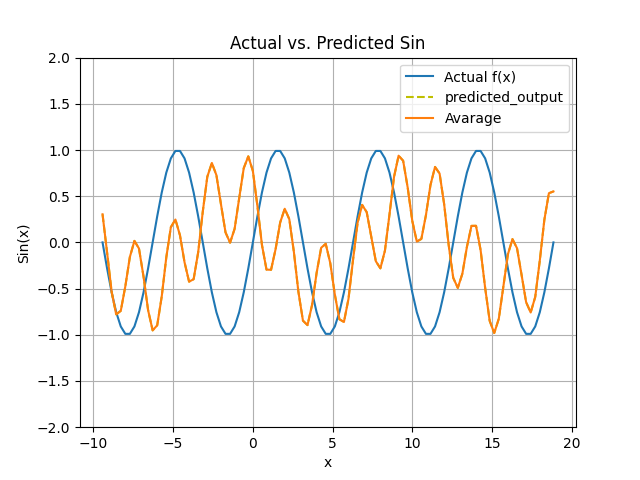 Actual vs. Predicted Sin
Actual f(x)
predicted_output
Avarage
2.0
1.5
1.0
0.5
0.0
−0.5
−1.0
−1.5
−2.0
Sin(x)
−10 −5 0 5 10 15 20
x